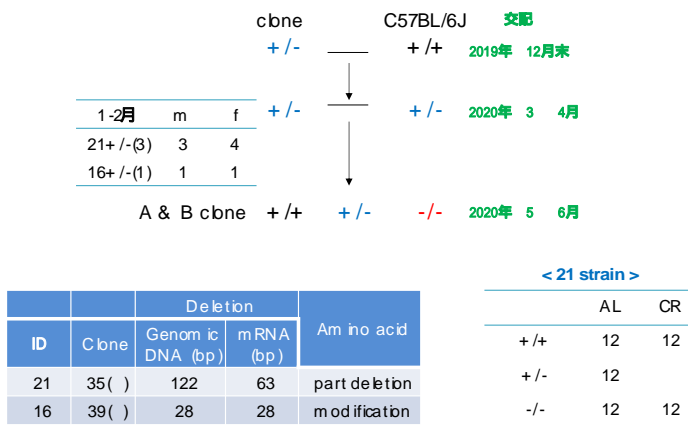 clone C57BL/6J 交配
+/- +/+ 2019年 12月末
1-2月 m f
+/- +/- 2020年 3 4月
21+/-(3) 3 4
16+/-(1) 1 1
A & B clone +/+ +/- -/- 2020年 5 6月
< 21 strain >
AL CR
+/+ 12 12
+/- 12
-/- 12 12
Deletion
ID Clone Genomic DNA (bp) mRNA (bp) Amino acid
21 35( ) 122 63 part deletion
16 39( ) 28 28 modification